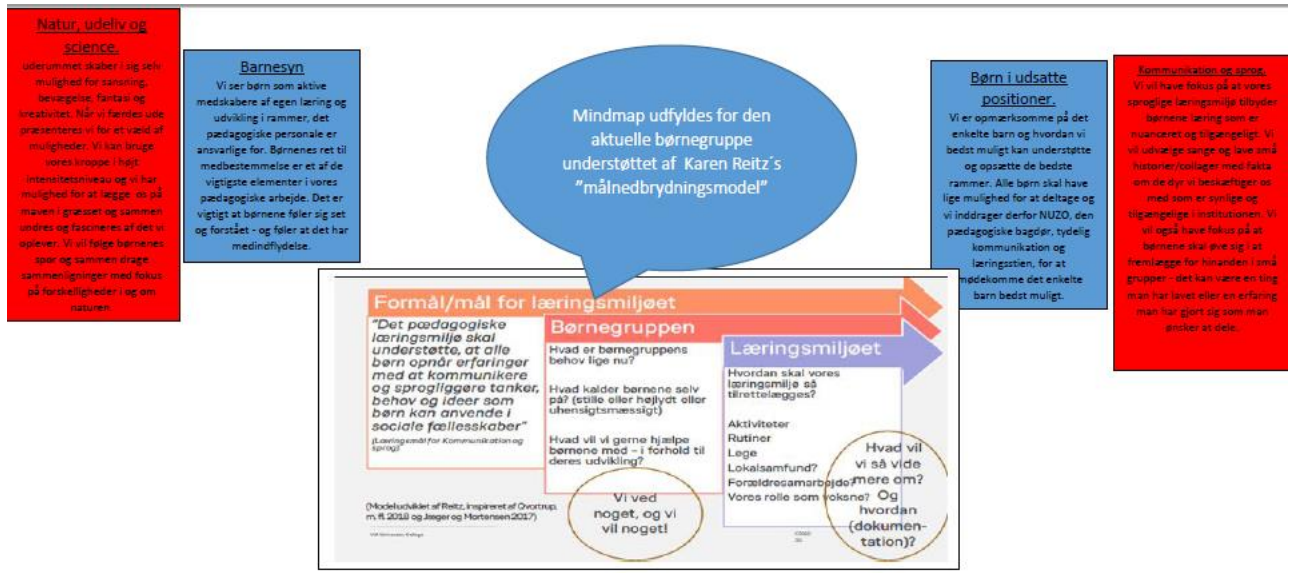 Natur, udeliv og
science.
uderummet skaber i sig selv
mulighed for sansning,
bevægelse, fantasi og
kreativitet. Når vi færdes ude
præsenteres vi for et væld af
muligheder. Vi kan bruge
vores kroppe i højt
intensitetsniveau og vi har
mulighed for at lægge os på
maven i græsset og sammen
undres og fascineres af det vi
oplever. Vi vil følge børnenes
spor og sammen drage
sammenligninger med fokus
på forskelligheder i og om
naturen.
Barnesyn
Vi ser børn som aktive
medskabere af egen læring og
udvikling i rammer, det
pædagogiske personale er
ansvarlige for. Børnenes ret til
medbestemmelse er et af de
vigtigste elementer i vores
pædagogiske arbejde. Det er
vigtigt at børnene føler sig set
og forstået - og føler at det har
medindflydelse.
Mindmap udfyldes for den
aktuelle børnegruppe
understøttet af Karen Reitz´s
”målnedbrydningsmodel”
Børn i udsatte
positioner.
Vi er opmærksomme på det
enkelte barn og hvordan vi
bedst muligt kan understøtte
og opsætte de bedste
rammer. Alle børn skal have
lige mulighed for at deltage og
vi inddrager derfor NUZO, den
pædagogiske bagdør, tydelig
kommunikation og
læringsstien, for at
mødekomme det enkelte
barn bedst muligt.
Kommunikation og sprog.
Vi vil have fokus på at vores
sproglige læringsmiljø tilbyder
børnene læring som er
nuanceret og tilgængeligt. Vi
vil udvælge sange og lave små
historier/collager med fakta
om de dyr vi beskæftiger os
med som er synlige og
tilgængelige i institutionen. Vi
vil også have fokus på at
børnene skal øve sig i at
fremlægge for hinanden i små
grupper - det kan være en ting
man har lavet eller en erfaring
man har gjort sig som man
ønsker at dele.
Formål/mål for læringsmiljøet
"Det pædagogiske
læringsmiljø skal
understøtte, at alle
børn opnår erfaringer
med at kommunikere
og sprogliggøre tanker,
behov og ideer som
børn kan anvende i
sociale fællesskaber"
(Læringsmål for Kommunikation og
sprog)
(Model udviklet af Reitz, inspireret af Qvortrup,
m. fl. 2018 og Jæger og Mortensen 2017)
Børnegruppen
Hvad er børnegruppens
behov lige nu?
Hvad kalder børnene selv
på? (stille eller højlydt eller
uhensigtsmæssigt)
Hvad vil vi gerne hjælpe
børnene med – i forhold til
deres udvikling?
Vi ved
noget, og vi
vil noget!
Læringsmiljøet
Hvordan skal vores
læringsmiljø så
tilrettelægges?
Aktiviteter
Rutiner
Lege
Lokalsamfund?
Forældresamarbejde?
Vores rolle som voksne?
Hvad vil
vi så vide
mere om?
Og
hvordan
(dokumen-
tation)?